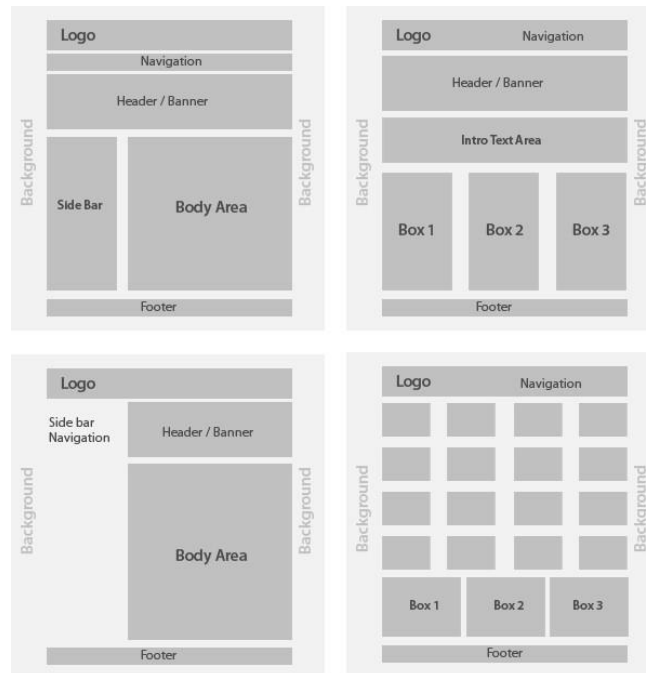 Logo
Navigation
Header / Banner
Background
Side Bar
Body Area
Background
Footer
Logo Navigation
Header / Banner
Intro Text Area
Background
Box 1 Box 2 Box 3
Background
Footer
Logo
Side bar
Navigation
Header / Banner
Background
Body Area
Background
Footer
Logo Navigation
Background
Background
Box 1 Box 2 Box 3
Footer